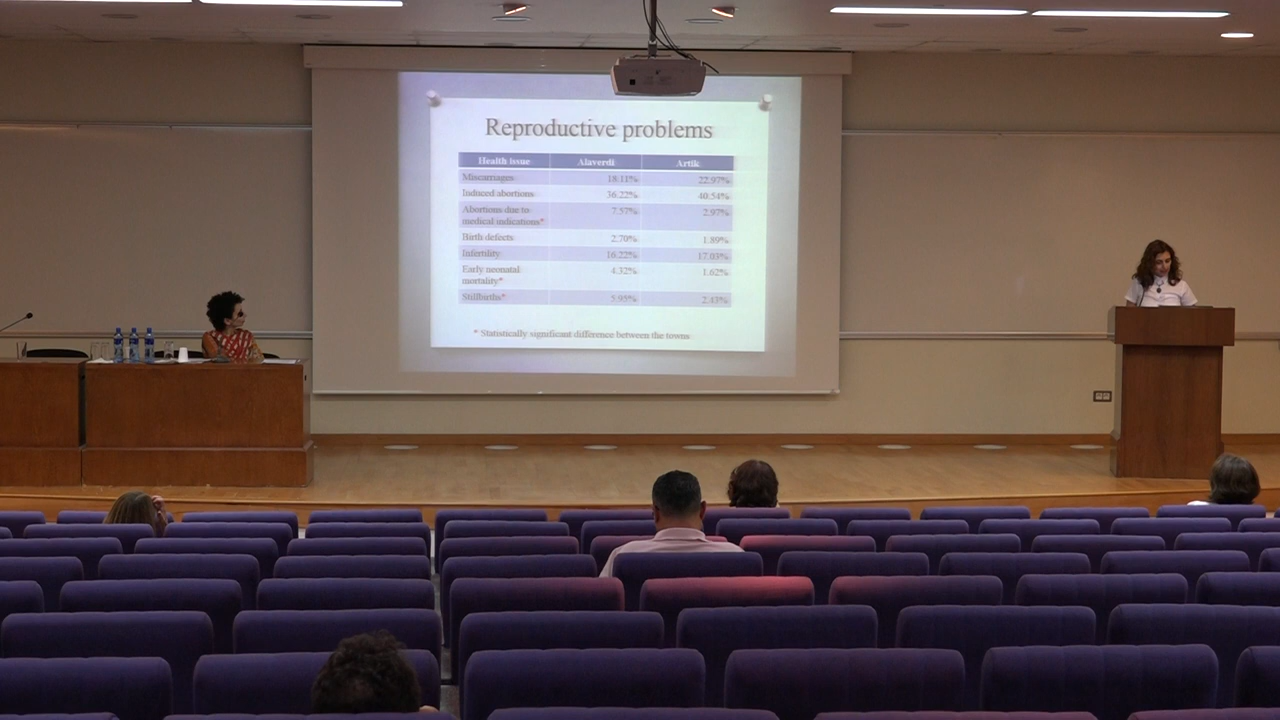 Reproductive problems
Health issue Alaverdi Artik
Miscarriages 18.11% 22.97%
Induced abortions 36.22% 40.54%
Abortions due to
medical indications* 7.57% 2.97%
Birth defects 2.70% 1.89%
Infertility 16.22% 17.03%
Early neonatal
mortality* 4.32% 1.62%
Stillbirths* 5.95% 2.43%
* Statistically significant difference between the towns